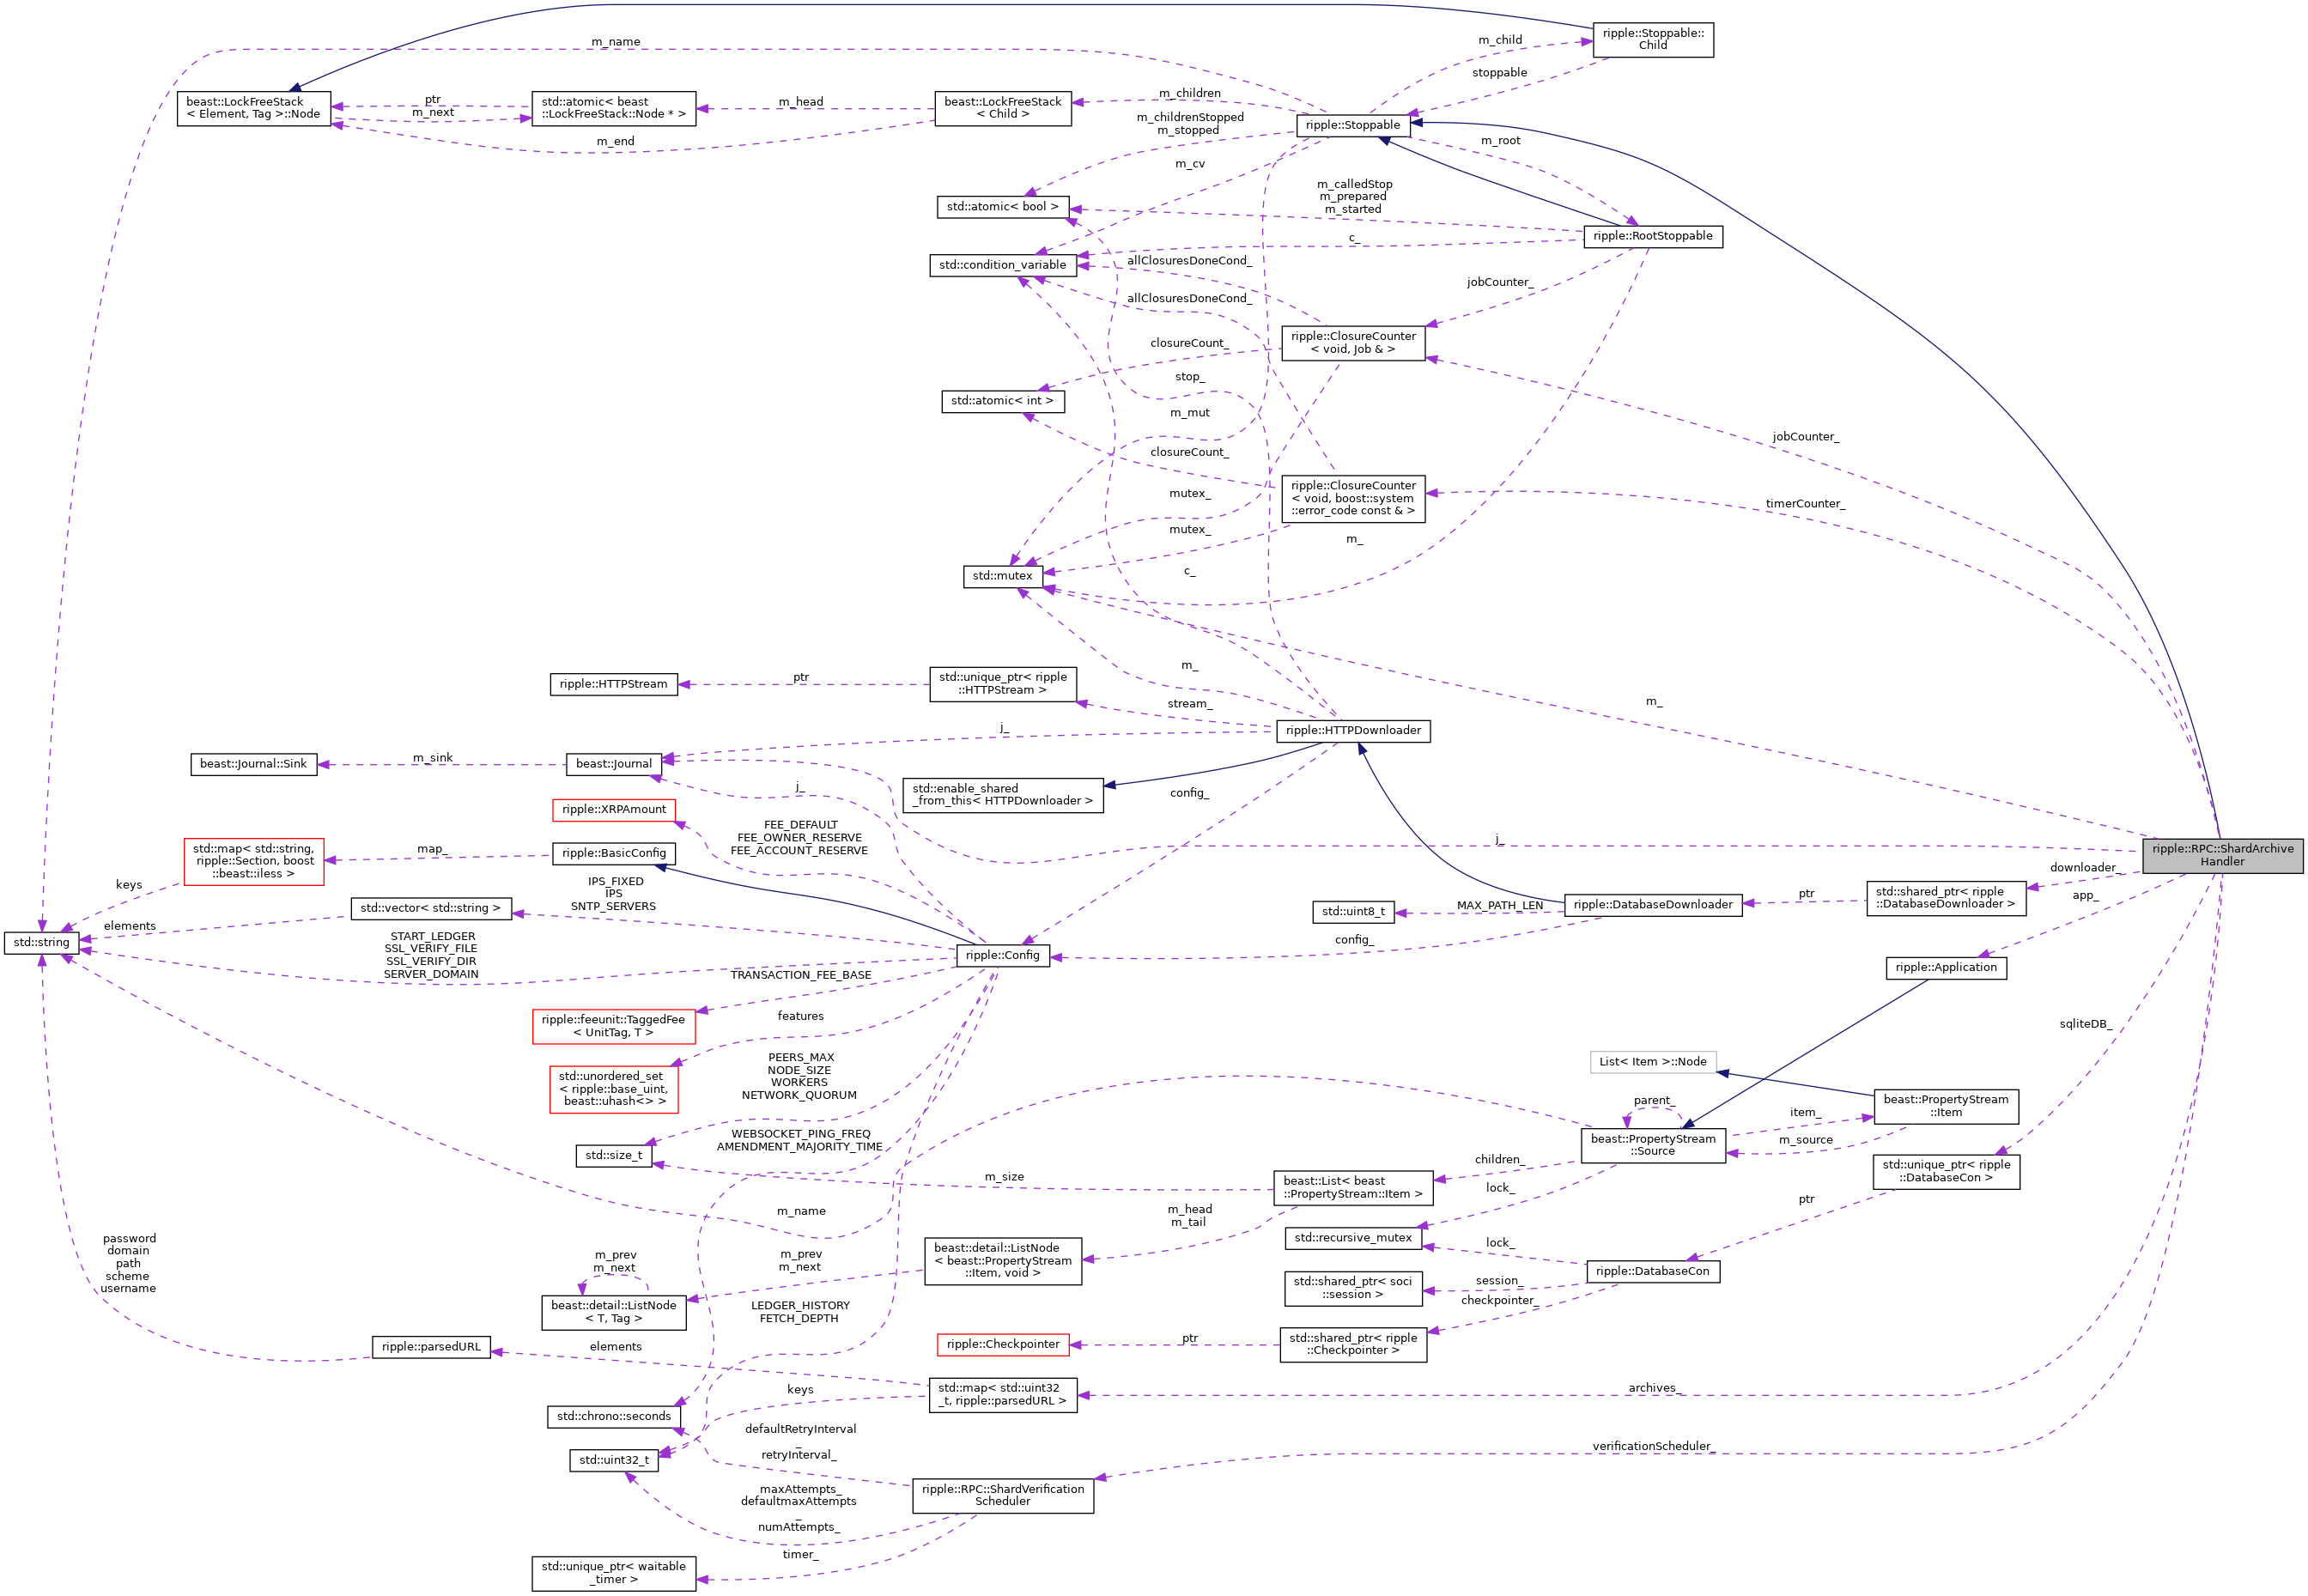 m_name
m_child
ripple::Stoppable::
Child
stoppable
beast::LockFreeStack
< Element, Tag >::Node
ptr
m_next
std::atomic< beast
::LockFreeStack::Node * >
m_head
m_end
beast::LockFreeStack
< Child >
m_children
m_childrenStopped
m_stopped
ripple::Stoppable
m_root
m_cv
std::atomic< bool >
m_calledStop
m_prepared
m_started
ripple::RootStoppable
c_
std::condition_variable
allClosuresDoneCond_
jobCounter_
allClosuresDoneCond_
closureCount_
ripple::ClosureCounter
< void, Job & >
stop_
std::atomic< int >
m_mut
jobCounter_
closureCount_
ripple::ClosureCounter
< void, boost::system
::error_code const & >
mutex_
timerCounter_
mutex_
m_
std::mutex
c_
m_
ripple::HTTPStream
ptr
std::unique_ptr< ripple
::HTTPStream >
stream_
m_
j_
ripple::HTTPDownloader
beast::Journal::Sink
m_sink
beast::Journal
std::enable_shared
_from_this< HTTPDownloader >
j_
config_
ripple::XRPAmount
FEE_DEFAULT
FEE_OWNER_RESERVE
FEE_ACCOUNT_RESERVE
j_
ripple::RPC::ShardArchive
Handler
std::map< std::string,
ripple::Section, boost
::beast::iless >
map_
ripple::BasicConfig
keys
IPS_FIXED
IPS
SNTP_SERVERS
std::vector< std::string >
elements
std::uint8_t
MAX_PATH_LEN
ripple::DatabaseDownloader
ptr
std::shared_ptr< ripple
::DatabaseDownloader >
downloader_
app_
std::string
START_LEDGER
SSL_VERIFY_FILE
SSL_VERIFY_DIR
SERVER_DOMAIN
ripple::Config
config_
ripple::Application
TRANSACTION_FEE_BASE
ripple::feeunit::TaggedFee
< UnitTag, T >
features
sqliteDB_
std::unordered_set
< ripple::base_uint,
beast::uhash<> >
PEERS_MAX
NODE_SIZE
WORKERS
NETWORK_QUORUM
List< Item >::Node
beast::PropertyStream
::Item
parent_
item_
m_source
beast::PropertyStream
::Source
WEBSOCKET_PING_FREQ
AMENDMENT_MAJORITY_TIME
std::size_t
m_size
children_
beast::List< beast
::PropertyStream::Item >
lock_
std::unique_ptr< ripple
::DatabaseCon >
ptr
m_name
m_head
m_tail
std::recursive_mutex
lock_
password
domain
path
scheme
username
m_prev
m_next
m_prev
m_next
beast::detail::ListNode
< beast::PropertyStream
::Item, void >
ripple::DatabaseCon
session_
std::shared_ptr< soci
::session >
checkpointer_
beast::detail::ListNode
< T, Tag >
LEDGER_HISTORY
FETCH_DEPTH
ripple::parsedURL
elements
ripple::Checkpointer
ptr
std::shared_ptr< ripple
::Checkpointer >
keys
std::map< std::uint32
_t, ripple::parsedURL >
archives_
std::chrono::seconds
defaultRetryInterval
_
retryInterval_
verificationScheduler_
std::uint32_t
maxAttempts_
defaultmaxAttempts
_
numAttempts_
ripple::RPC::ShardVerification
Scheduler
timer_
std::unique_ptr< waitable
_timer >